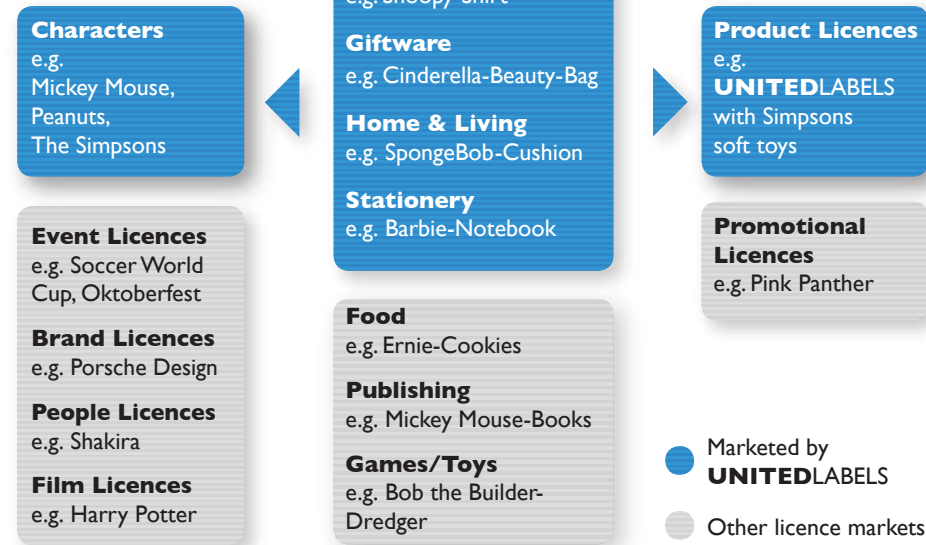 Characters
e.g.
Mickey Mouse,
Peanuts,
The Simpsons
Event Licences
e.g. Soccer World
Cup, Oktoberfest
Brand Licences
e.g. Porsche Design
People Licences
e.g. Shakira
Film Licences
e.g. Harry Potter
e.g. Snoopy-Shirt
Giftware
e.g. Cinderella-Beauty-Bag
Home & Living
e.g. SpongeBob-Cushion
Stationery
e.g. Barbie-Notebook
Food
e.g. Ernie-Cookies
Publishing
e.g. Mickey Mouse-Books
Games/Toys
e.g. Bob the Builder-
Dredger
Product Licences
e.g.
UNITEDLABELS
with Simpsons
soft toys
Promotional
Licences
e.g. Pink Panther
Marketed by
UNITEDLABELS
Other licence markets